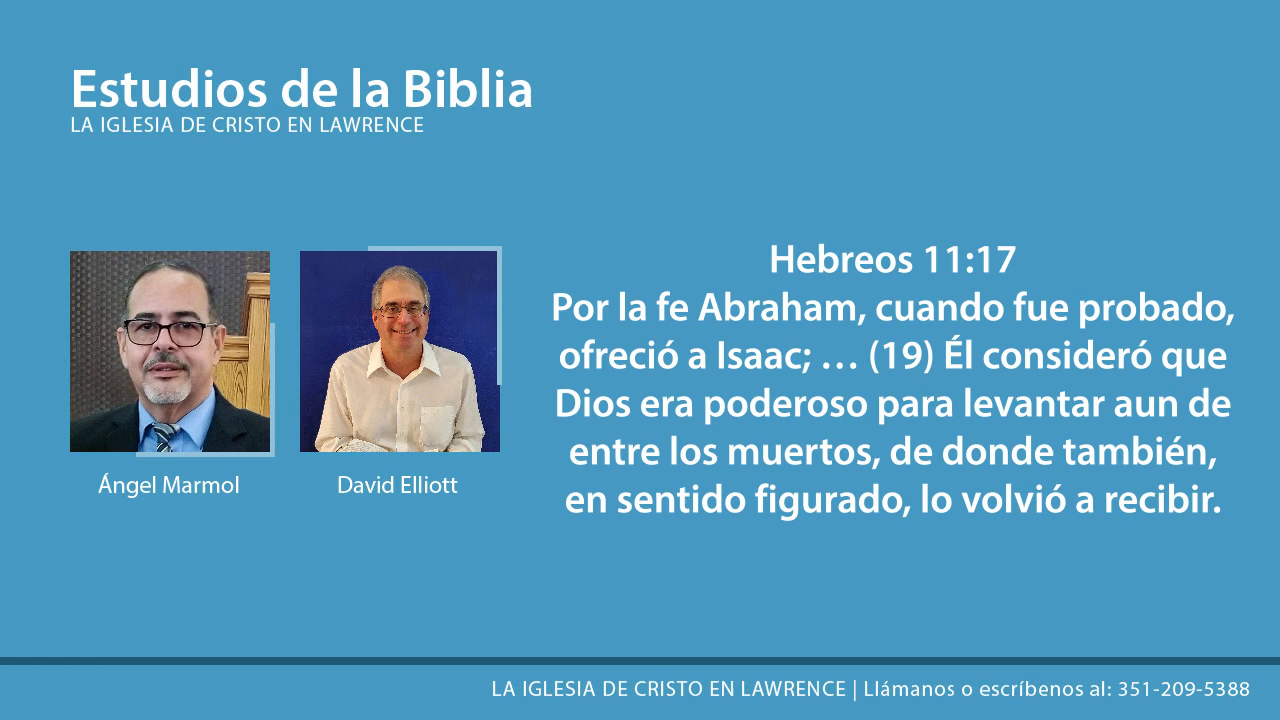 Estudios de la Biblia
LA IGLESIA DE CRISTO EN LAWRENCE
Ángel Marmol
David Elliott
Hebreos 11:17
Por la fe Abraham, cuando fue probado,
ofreció a Isaac; … (19) Él consideró que
Dios era poderoso para levantar aun de
entre los muertos, de donde también,
en sentido figurado, lo volvió a recibir.
LA IGLESIA DE CRISTO EN LAWRENCE | Llámanos o escríbenos al: 351-209-5388